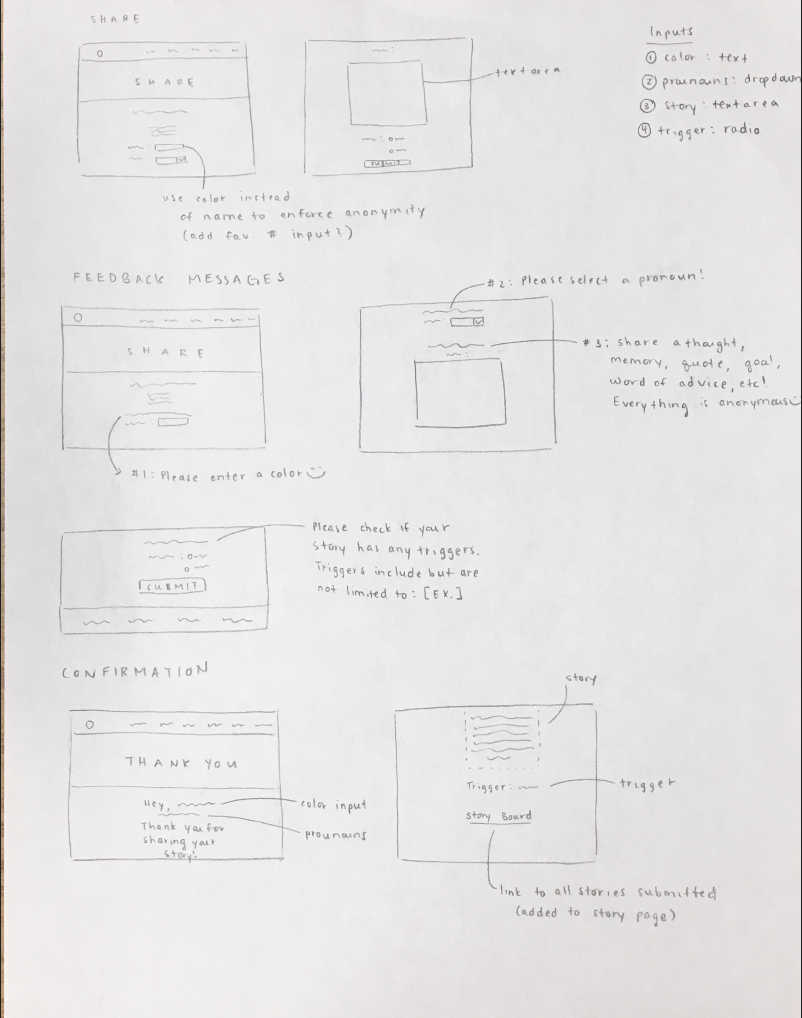 SHARE
Inputs
① color : text
② prounouns : dropdown
③ story : textarea
④ trigger : radio
SHARE
textarea
SUBMIT
use color instead
of name to enforce anonymity
(add fav. # input?)
FEEDBACK MESSAGES
#2: Please select a pronoun!
SHARE
#3: Share a thought,
memory, quote, goal,
word of advice, etc!
Everything is anonymous
#1: Please enter a color
Please check if your
story has any triggers.
Triggers include but are
not limited to: [EX.]
SUBMIT
CONFIRMATION
story
THANK YOU
Trigger:
trigger
Hey,
color input
Thank you for
sharing your
story!
prounouns
Story Board
link to all stories submitted
(added to story page)